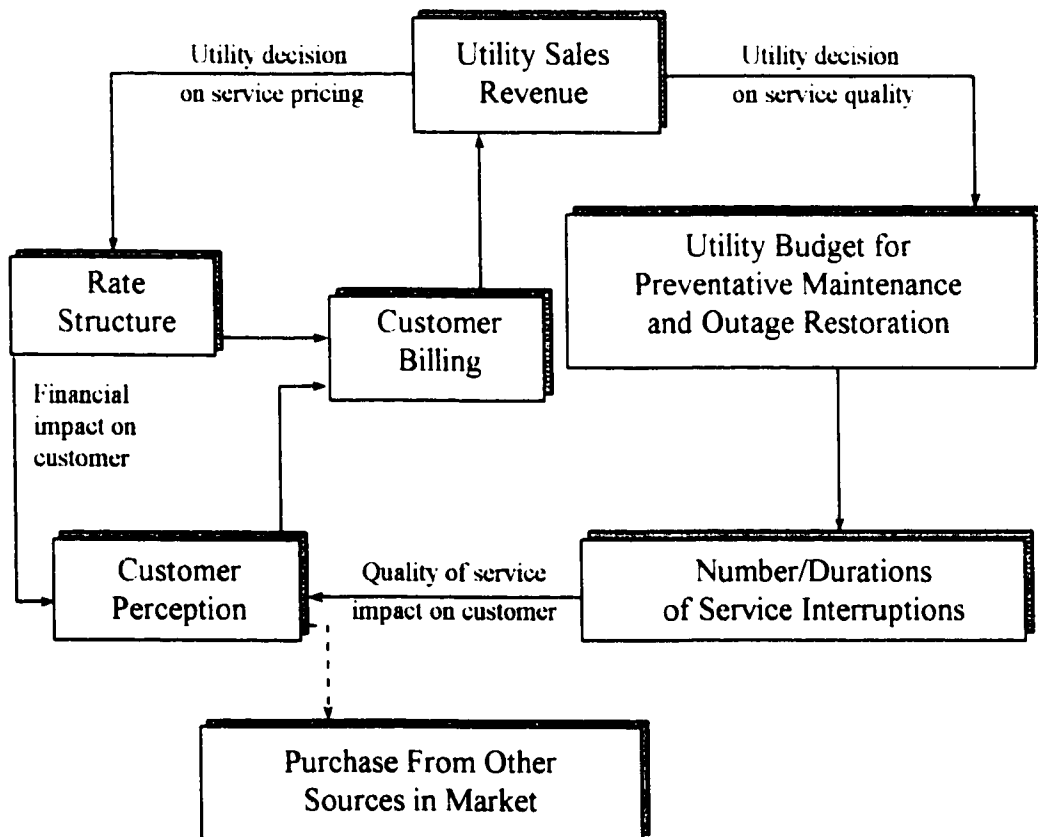 Utility decision
on service pricing
Utility Sales
Revenue
Utility decision
on service quality
Rate
Structure
Customer
Billing
Utility Budget for
Preventative Maintenance
and Outage Restoration
Financial
impact on
customer
Customer
Perception
Quality of service
impact on customer
Number/Durations
of Service Interruptions
Purchase From Other
Sources in Market